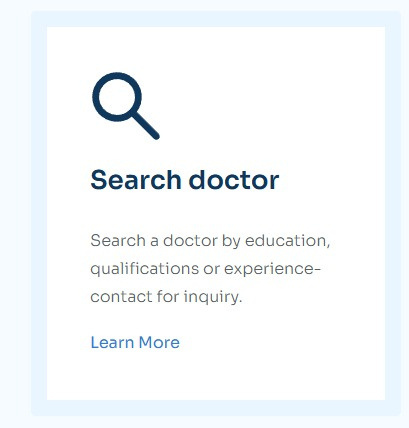 Search doctor
Search a doctor by education,
qualifications or experience-
contact for inquiry.
Learn More